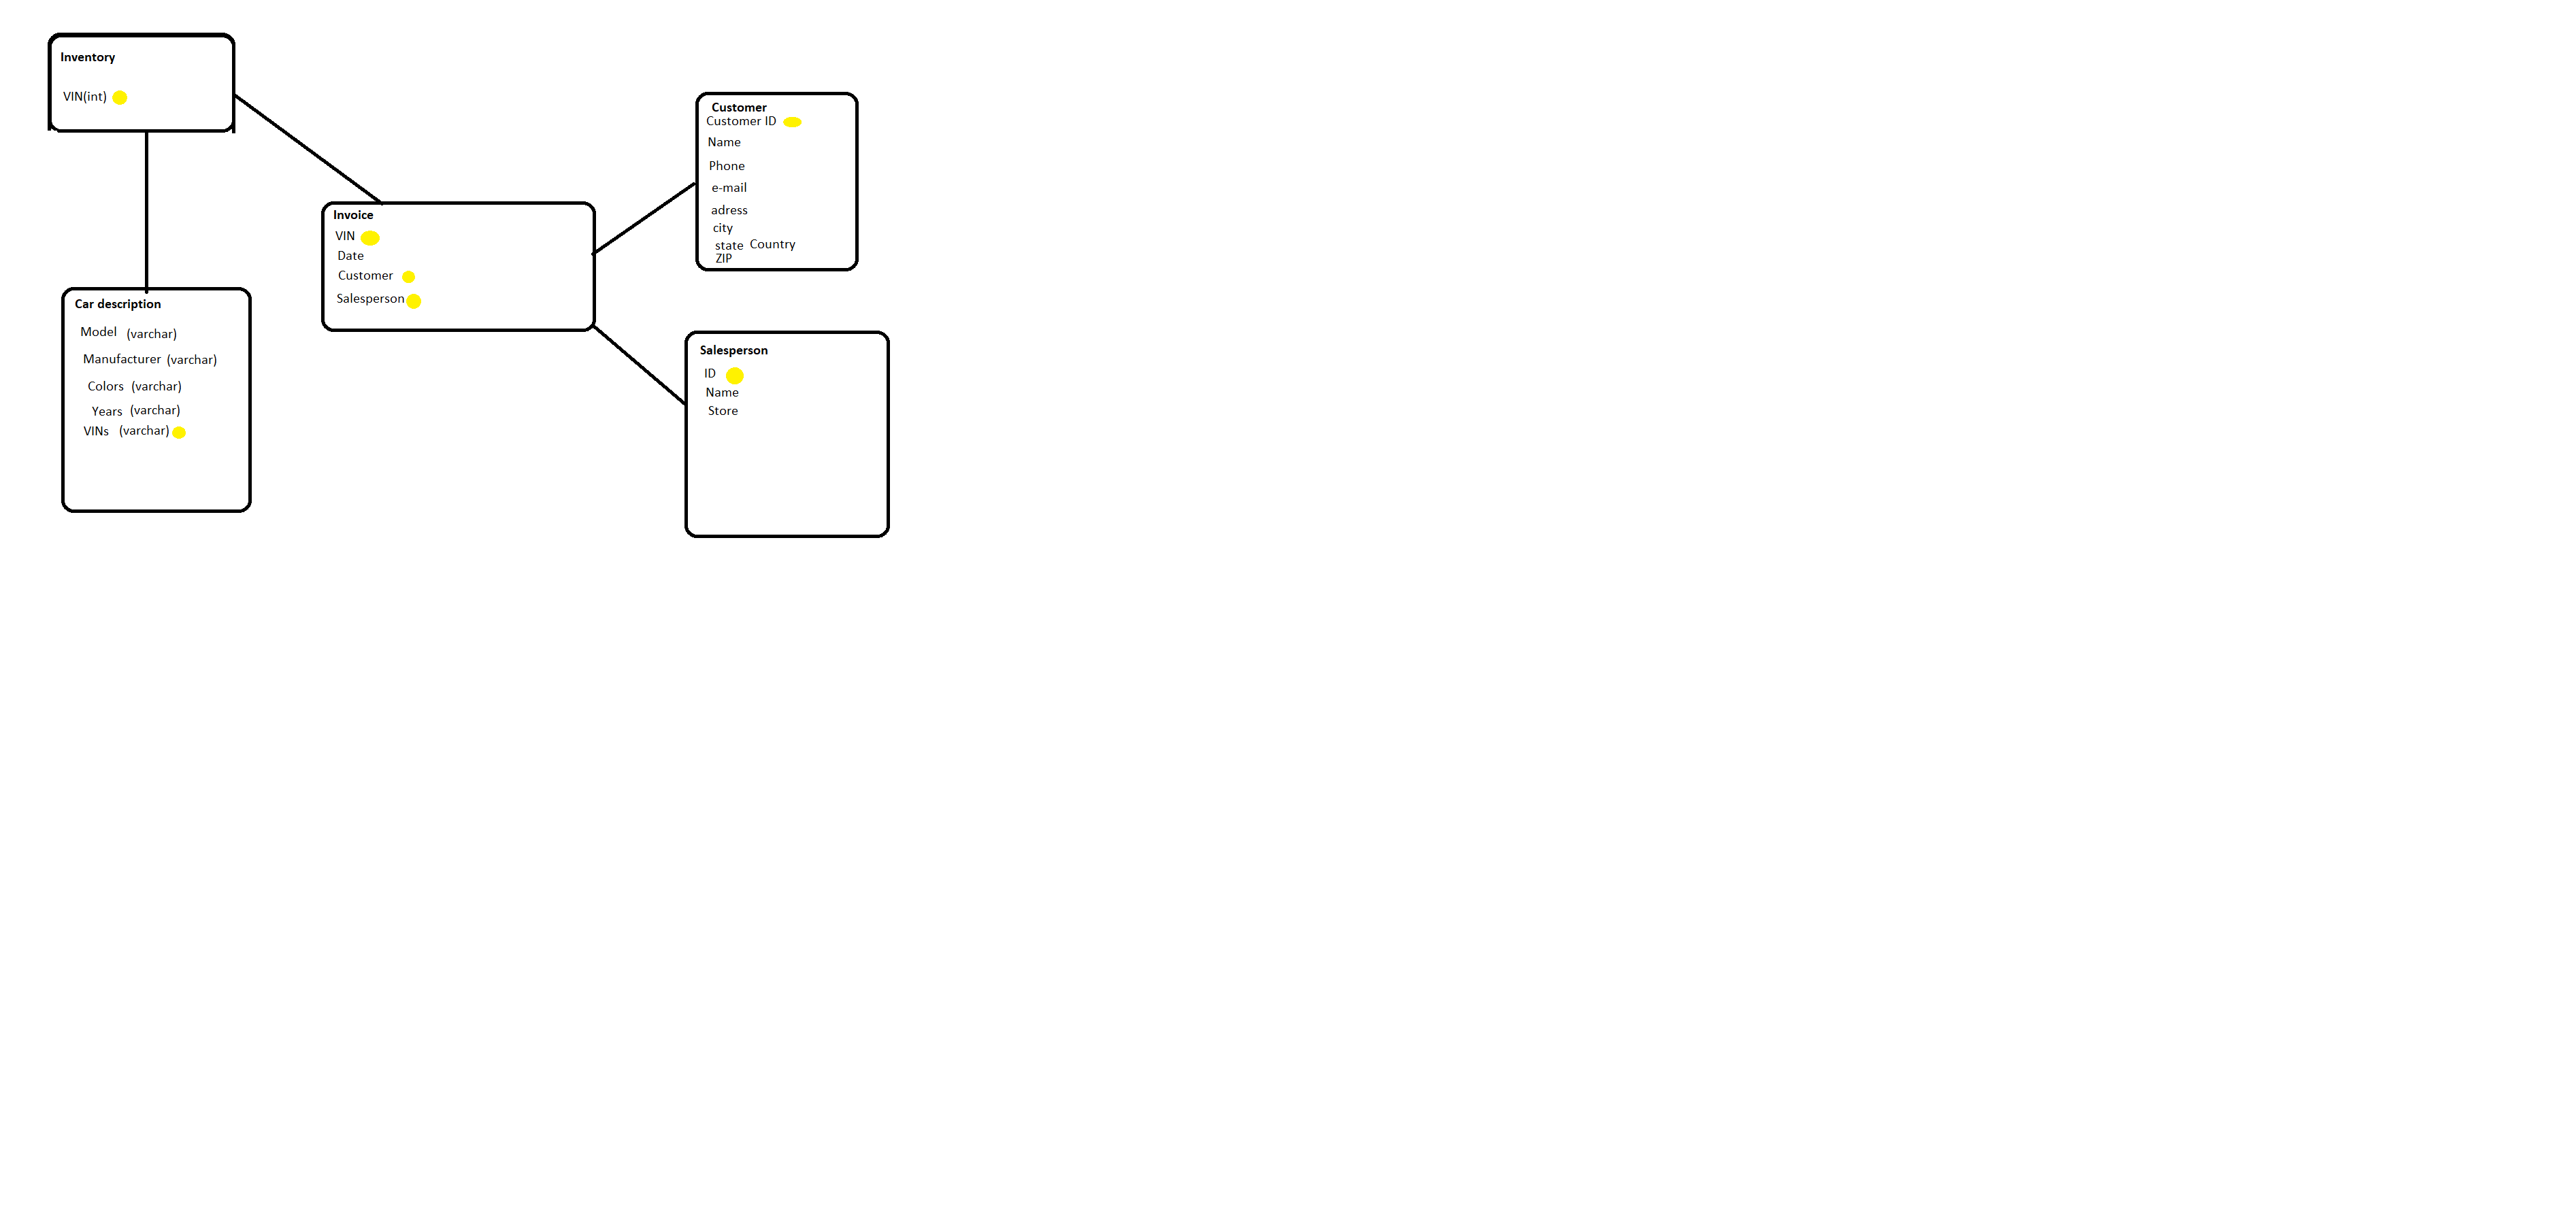 Inventory
VIN(int)
Car description
Model (varchar)
Manufacturer (varchar)
Colors (varchar)
Years (varchar)
VINs (varchar)
Invoice
VIN
Date
Customer
Salesperson
Customer
Customer ID
Name
Phone
e-mail
adress
city
state Country
ZIP
Salesperson
ID
Name
Store